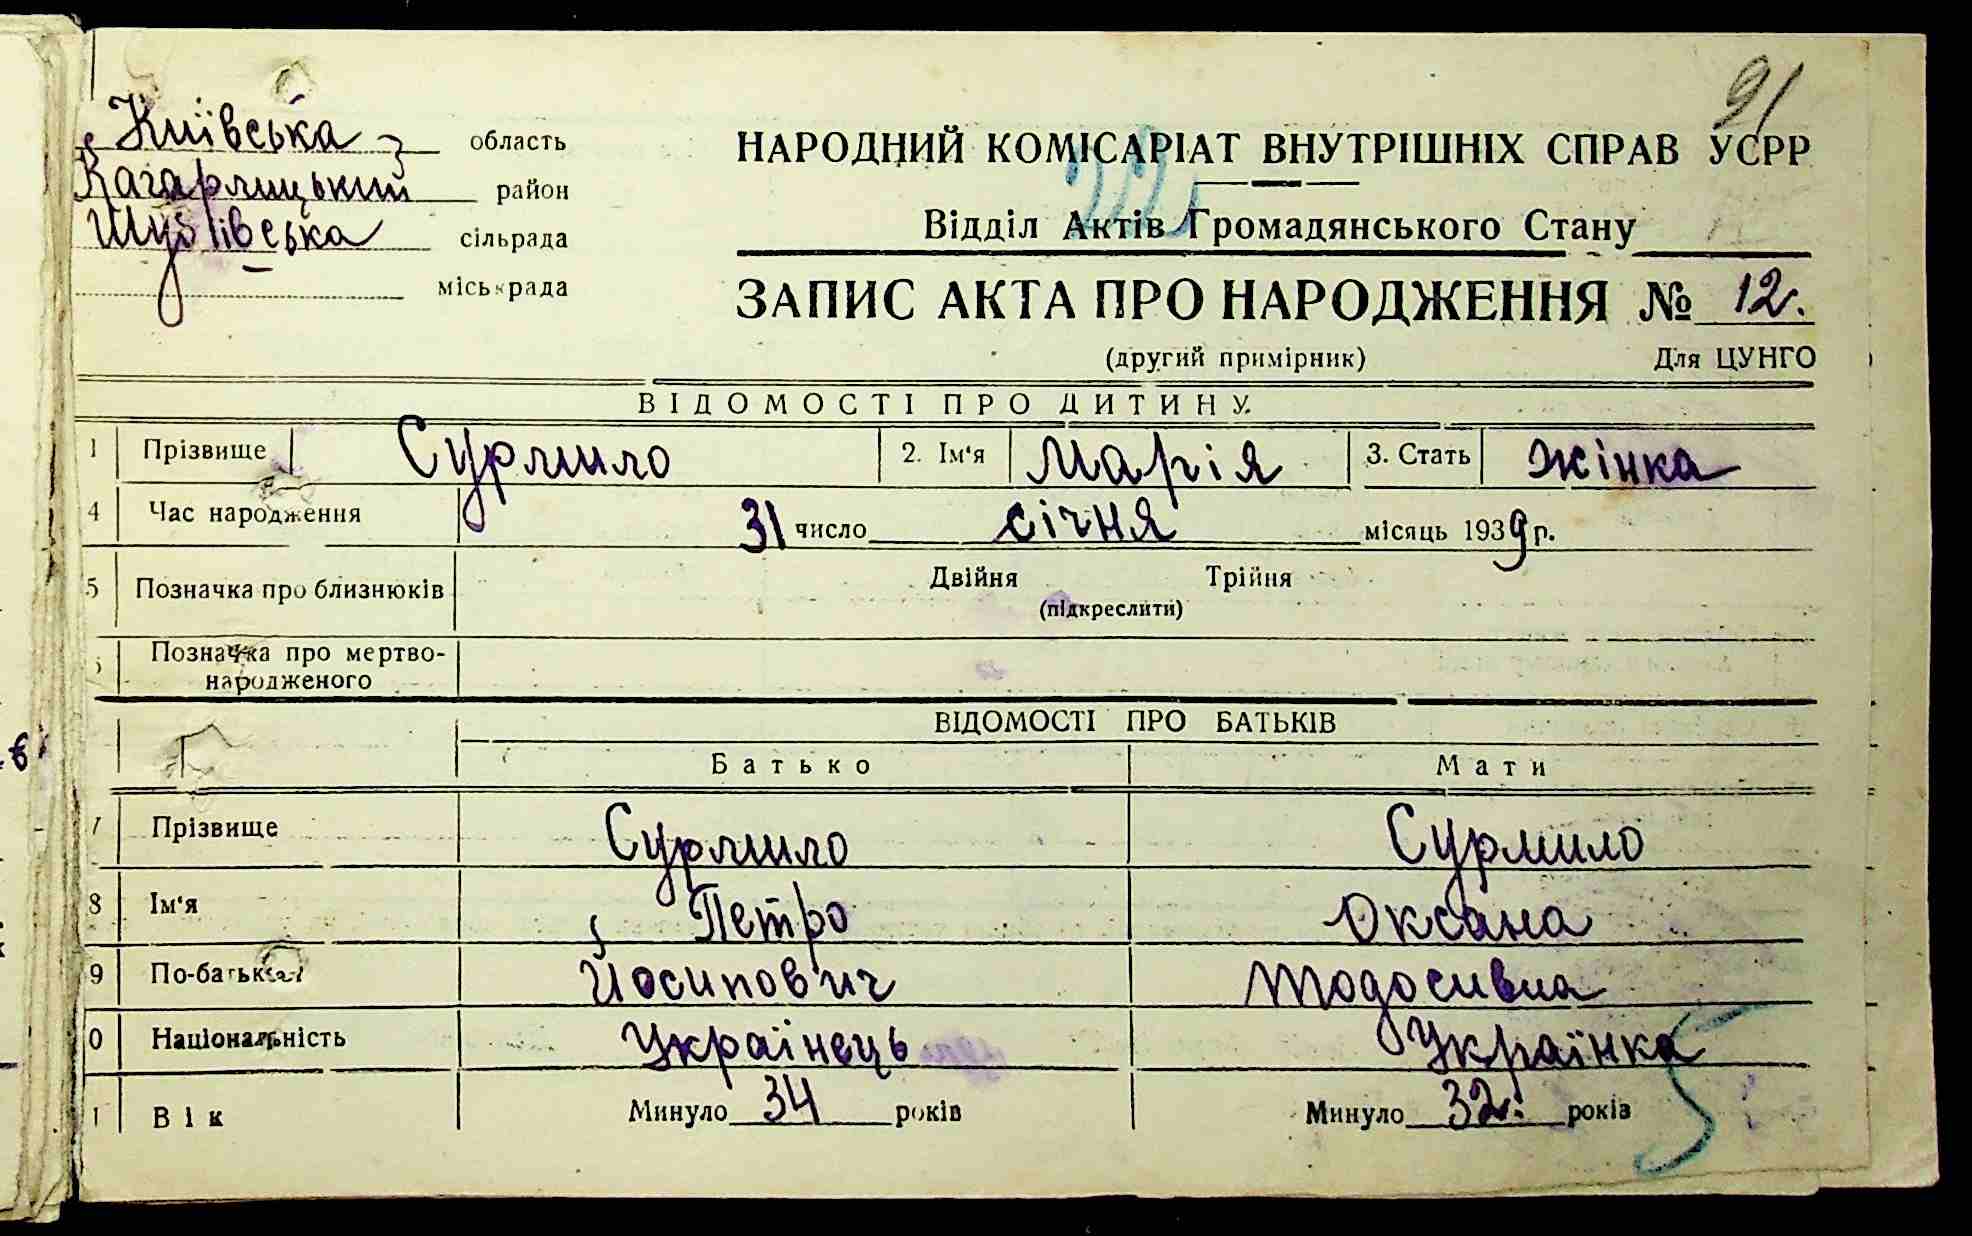 91
Київська область
Кагарлицький район
Шубівська сільрада
міськрада
НАРОДНИЙ КОМІСАРІАТ ВНУТРІШНІХ СПРАВ УСРР
Відділ Актів Громадянського Стану
ЗАПИС АКТА ПРО НАРОДЖЕННЯ № 12.
(другий примірник) Для ЦУНГО
ВІДОМОСТІ ПРО ДИТИНУ.
1 Прізвище Сурмило 2. Ім'я Марія 3. Стать жінка
4 Час народження 31 число січня місяць 1939 р.
5 Позначка про близнюків Двійня Трійня
(підкреслити)
Позначка про мертво-
народженого
ВІДОМОСТІ ПРО БАТЬКІВ
Батько Мати
7 Прізвище Сурмило Сурмило
8 Ім'я Петро Оксана
9 По-батькові Йосипович Тодосивна
0 Національність Українець Українка
1 Вік Минуло 34 років Минуло 32. років